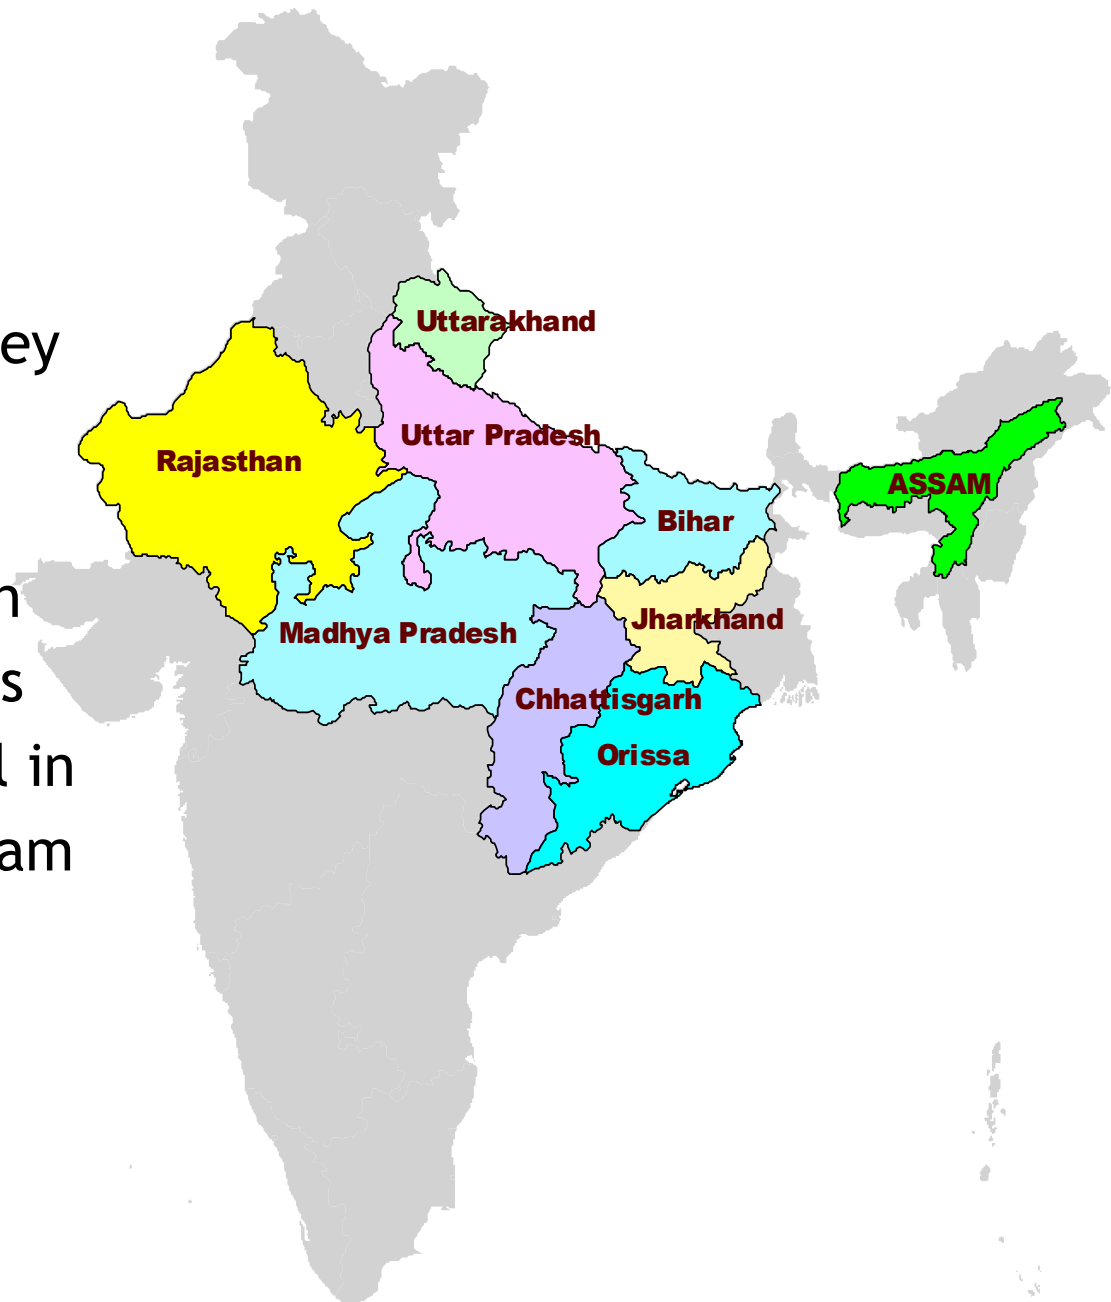 Uttarakhand
ey
Uttar Pradesh
Rajasthan
ASSAM
Bihar
n
Jharkhand
Madhya Pradesh
s
Chhattisgarh
Orissa
l in
am